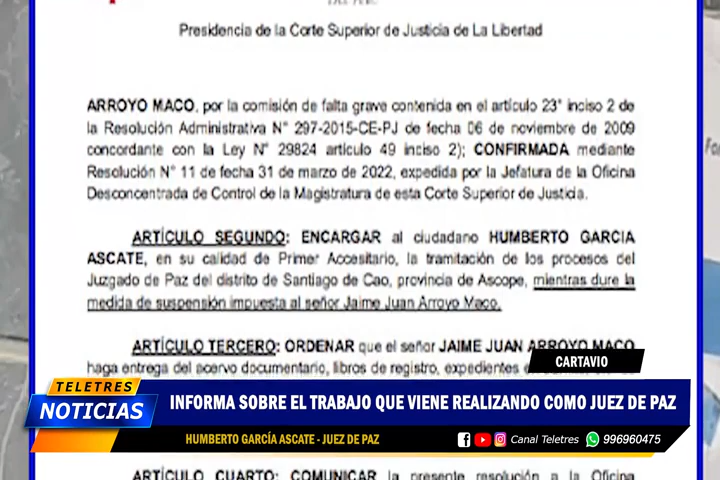 Presidencia de la Corte Superior de Justicia de La Libertad
ARROYO MACO, por la comisión de falta grave contenida en el artículo 23° inciso 2 de
la Resolución Administrativa N° 297-2015-CE-PJ de fecha 06 de noviembre de 2009
concordante con la Ley N° 29824 artículo 49 inciso 2); CONFIRMADA mediante
Resolución N° 11 de fecha 31 de marzo de 2022, expedida por la Jefatura de la Oficina
Desconcentrada de Control de la Magistratura de esta Corte Superior de Justicia.
ARTÍCULO SEGUNDO: ENCARGAR al ciudadano HUMBERTO GARCIA
ASCATE, en su calidad de Primer Accesitario, la tramitación de los procesos del
Juzgado de Paz del distrito de Santiago de Cao, provincia de Ascope, mientras dure la
medida de suspensión impuesta al señor Jaime Juan Arroyo Maco.
ARTÍCULO TERCERO: ORDENAR que el señor JAIME JUAN ARROYO MACO
haga entrega del acervo documentario, libros de registro, expedientes
CARTAVIO
TELETRES
NOTICIAS
INFORMA SOBRE EL TRABAJO QUE VIENE REALIZANDO COMO JUEZ DE PAZ
HUMBERTO GARCÍA ASCATE - JUEZ DE PAZ
Canal Teletres 996960475
ARTÍCULO CUARTO: COMUNICAR la presente resolución a la Oficina